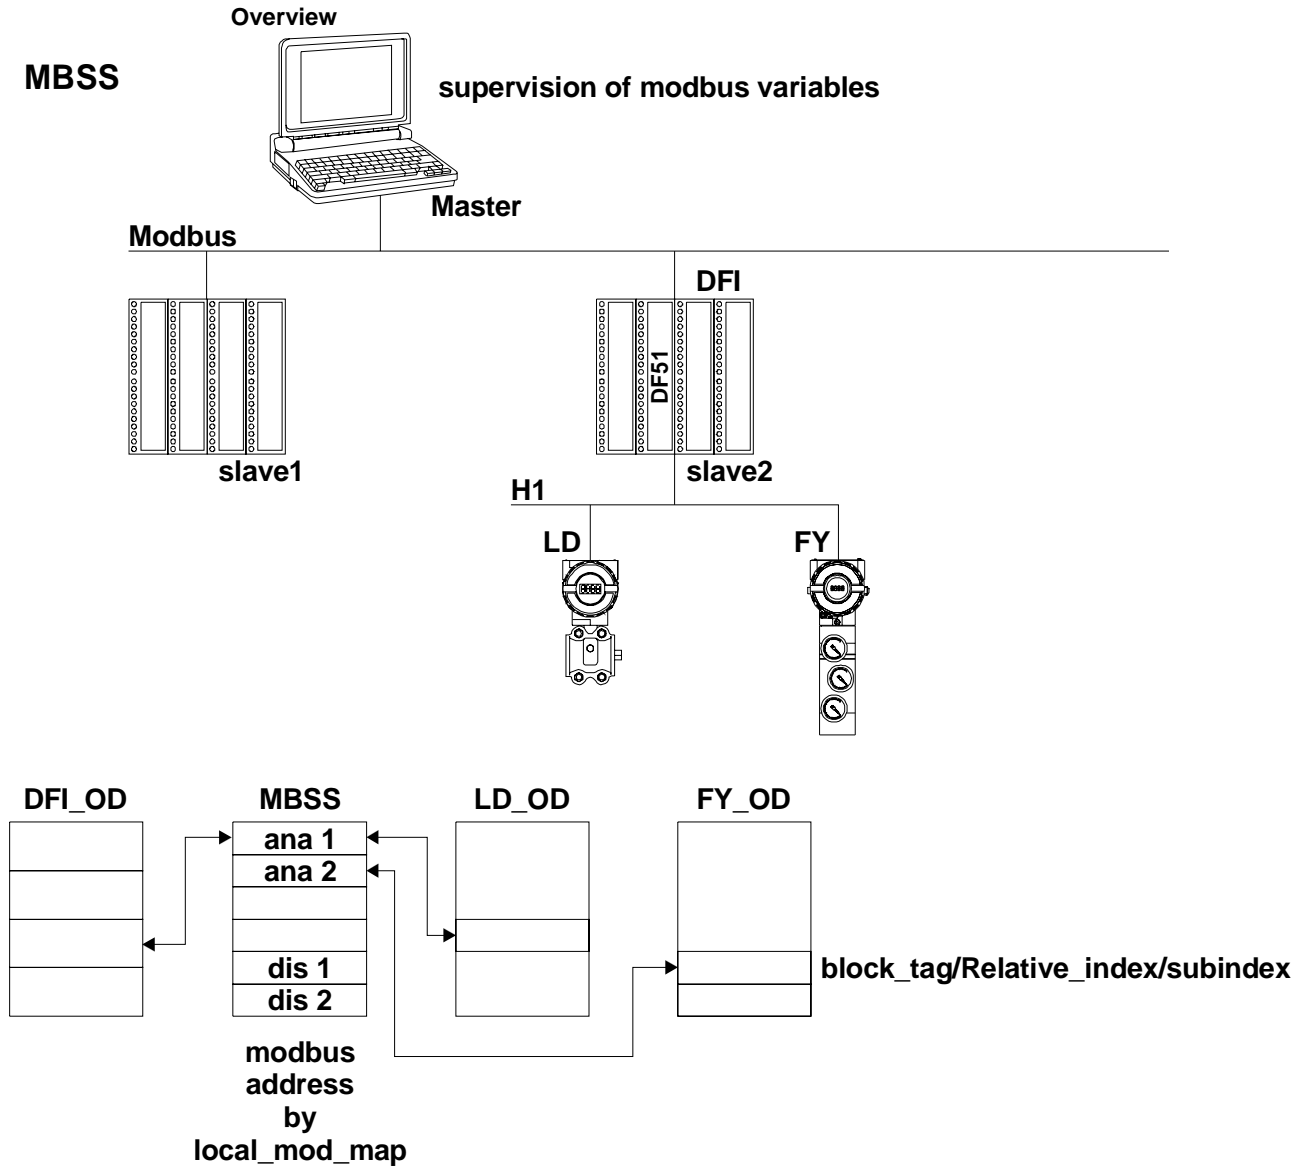 Overview
MBSS
supervision of modbus variables
Master
Modbus
DFI
DF51
slave1
slave2
H1
LD
FY
DFI_OD
MBSS
LD_OD
FY_OD
ana 1
ana 2
dis 1
block_tag/Relative_index/subindex
dis 2
modbus
address
by
local_mod_map